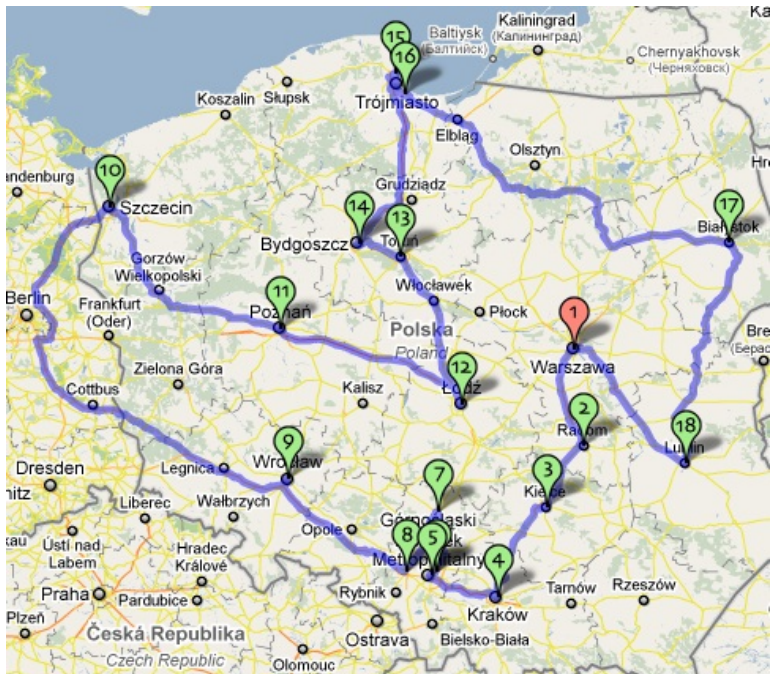 Kaliningrad
(Калининград)
Baltiysk
(Балтийск)
Chernyakhovsk
(Черняховск)
15
16
Trójmiasto
Słupsk
Koszalin
Elbląg
Olsztyn
10
Szczecin
Grudziądz
14
13
Toruń
Bydgoszcz
17
Białystok
Gorzów
Wielkopolski
Włocławek
Płock
Berlin
Frankfurt
(Oder)
11
Poznań
Polska
Poland
1
Warszawa
Zielona Góra
Kalisz
12
Łódź
Cottbus
2
Radom
18
Lublin
9
Wrocław
Legnica
Dresden
Wałbrzych
7
3
Kielce
Liberec
Opole
Górnośląski
8
5
Metropolitalny
Ústí nad
Labem
Hradec
Králové
4
Kraków
Tarnów
Rzeszów
Rybnik
Praha
Pardubice
Ostrava
Bielsko-Biała
Plzeň
Česká Republika
Czech Republic
Olomouc